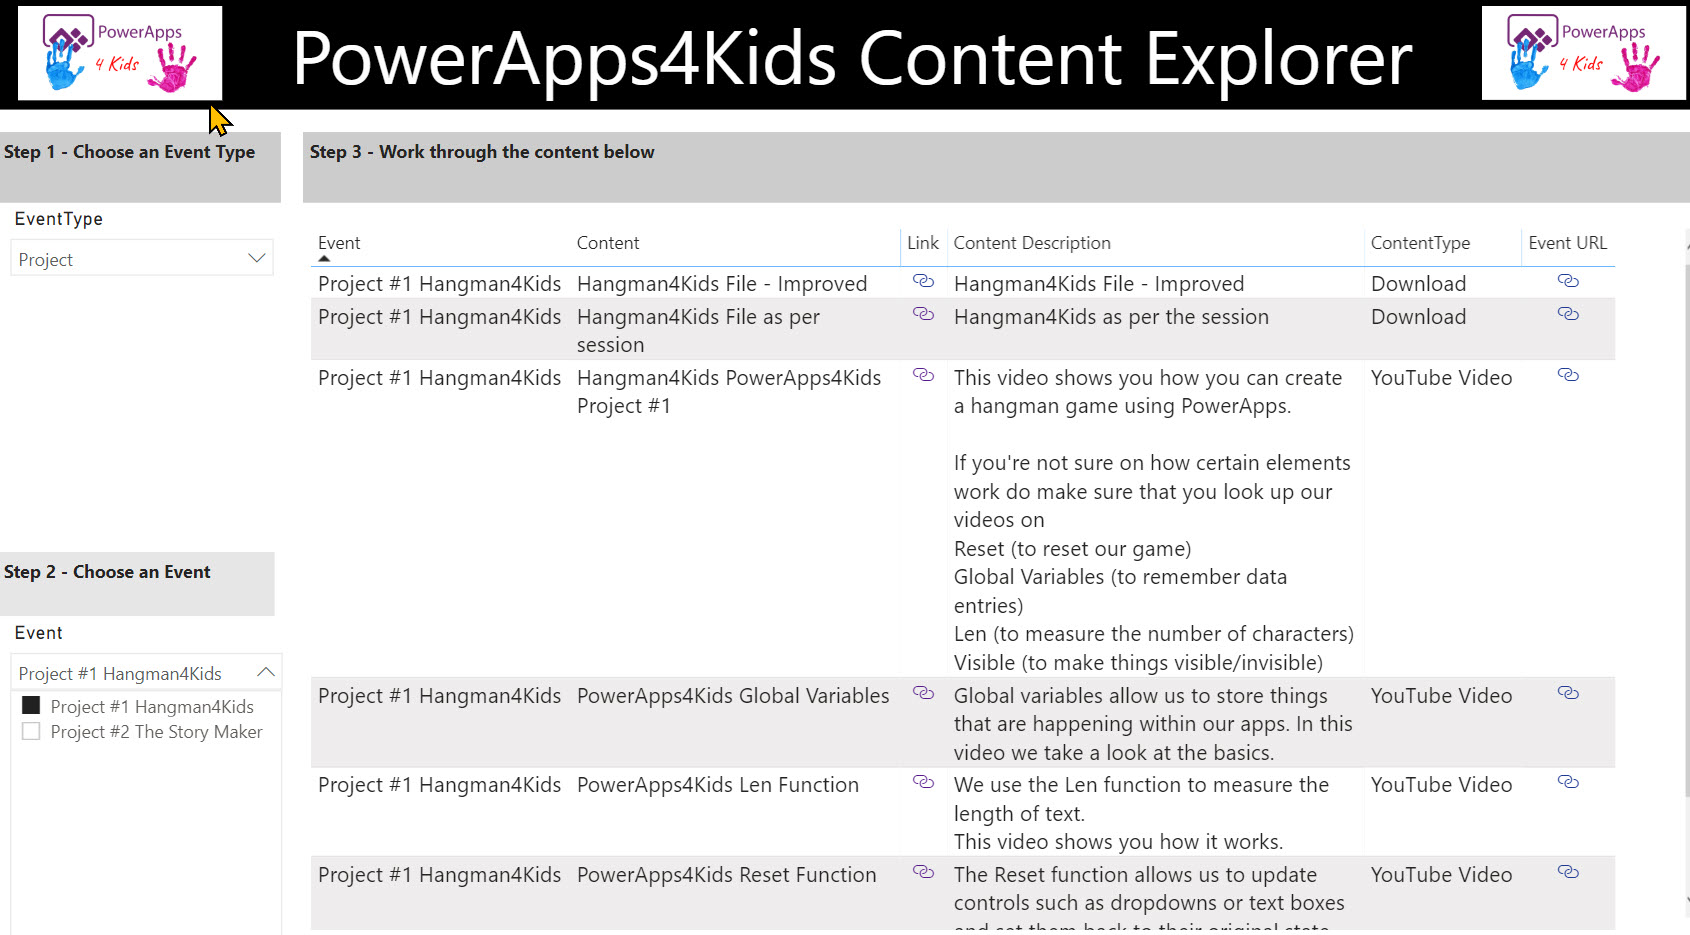 PowerApps
4 Kids
PowerApps4Kids Content Explorer
PowerApps
4 Kids
Step 1 - Choose an Event Type
EventType
Project
Step 2 - Choose an Event
Event
Project #1 Hangman4Kids
Project #1 Hangman4Kids
Project #2 The Story Maker
Step 3 - Work through the content below
Event Content Link Content Description ContentType Event URL
Project #1 Hangman4Kids Hangman4Kids File - Improved Hangman4Kids File - Improved Download
Project #1 Hangman4Kids Hangman4Kids File as per Hangman4Kids as per the session Download
session
Project #1 Hangman4Kids Hangman4Kids PowerApps4Kids This video shows you how you can create YouTube Video
Project #1 a hangman game using PowerApps.
If you're not sure on how certain elements
work do make sure that you look up our
videos on
Reset (to reset our game)
Global Variables (to remember data
entries)
Len (to measure the number of characters)
Visible (to make things visible/invisible)
Project #1 Hangman4Kids PowerApps4Kids Global Variables Global variables allow us to store things YouTube Video
that are happening within our apps. In this
video we take a look at the basics.
Project #1 Hangman4Kids PowerApps4Kids Len Function We use the Len function to measure the YouTube Video
length of text.
This video shows you how it works.
Project #1 Hangman4Kids PowerApps4Kids Reset Function The Reset function allows us to update YouTube Video
controls such as dropdowns or text boxes
and set them back to their original state